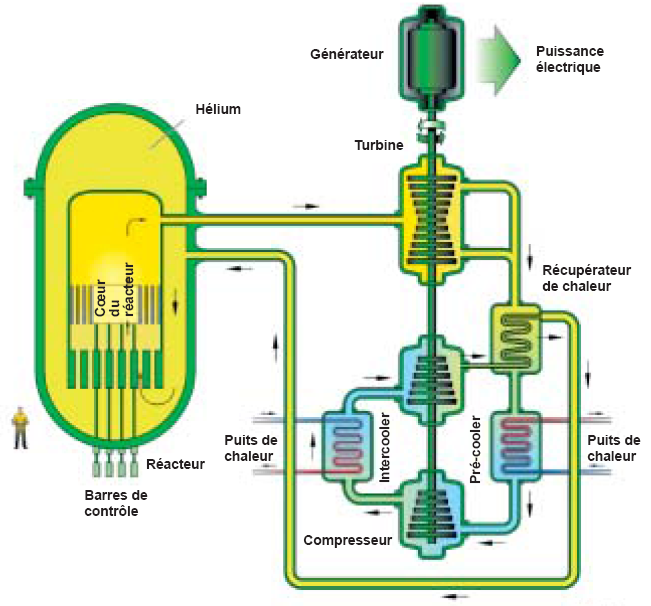 Générateur
Puissance
électrique
Hélium
Turbine
Cœur
du
réacteur
Récupérateur
de chaleur
Puits de
chaleur
Intercooler
Pré-cooler
Puits de
chaleur
Réacteur
Barres de
contrôle
Compresseur